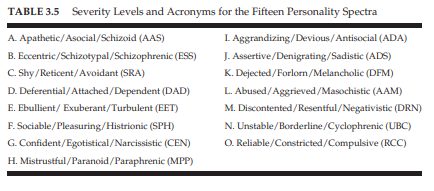 TABLE 3.5 Severity Levels and Acronyms for the Fifteen Personality Spectra
A. Apathetic/Asocial/Schizoid (AAS)
B. Eccentric/Schizotypal/Schizophrenic (ESS)
C. Shy/Reticent/Avoidant (SRA)
D. Deferential/Attached/Dependent (DAD)
E. Ebullient/ Exuberant/Turbulent (EET)
F. Sociable/Pleasuring/Histrionic (SPH)
G. Confident/Egotistical/Narcissistic (CEN)
H. Mistrustful/Paranoid/Paraphrenic (MPP)
I. Aggrandizing/Devious/Antisocial (ADA)
J. Assertive/Denigrating/Sadistic (ADS)
K. Dejected/Forlorn/Melancholic (DFM)
L. Abused/Aggrieved/Masochistic (AAM)
M. Discontented/Resentful/Negativistic (DRN)
N. Unstable/Borderline/Cyclophrenic (UBC)
O. Reliable/Constricted/Compulsive (RCC)